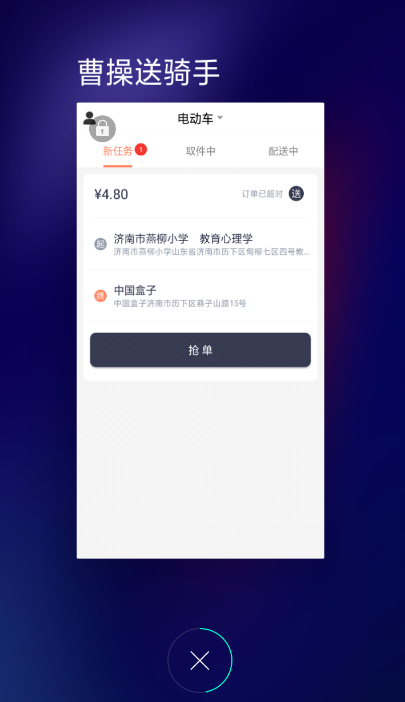 曹操送骑手
电动车
新任务 1 取件中 配送中
¥4.80 订单已超时 送
起 济南市燕柳小学 教育心理学
济南市燕柳小学山东省济南市历下区甸柳七区四号教...
终 中国盒子
中国盒子济南市历下区燕子山路15号
抢单